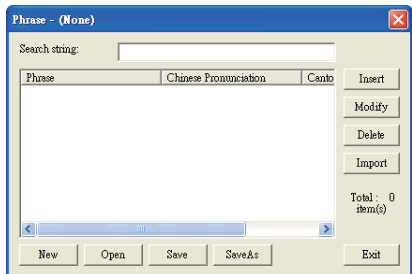 Phrase - (None)
Search string:
Phrase Chinese Pronunciation Canto
Insert
Modify
Delete
Import
Total : 0
item(s)
New Open Save SaveAs Exit